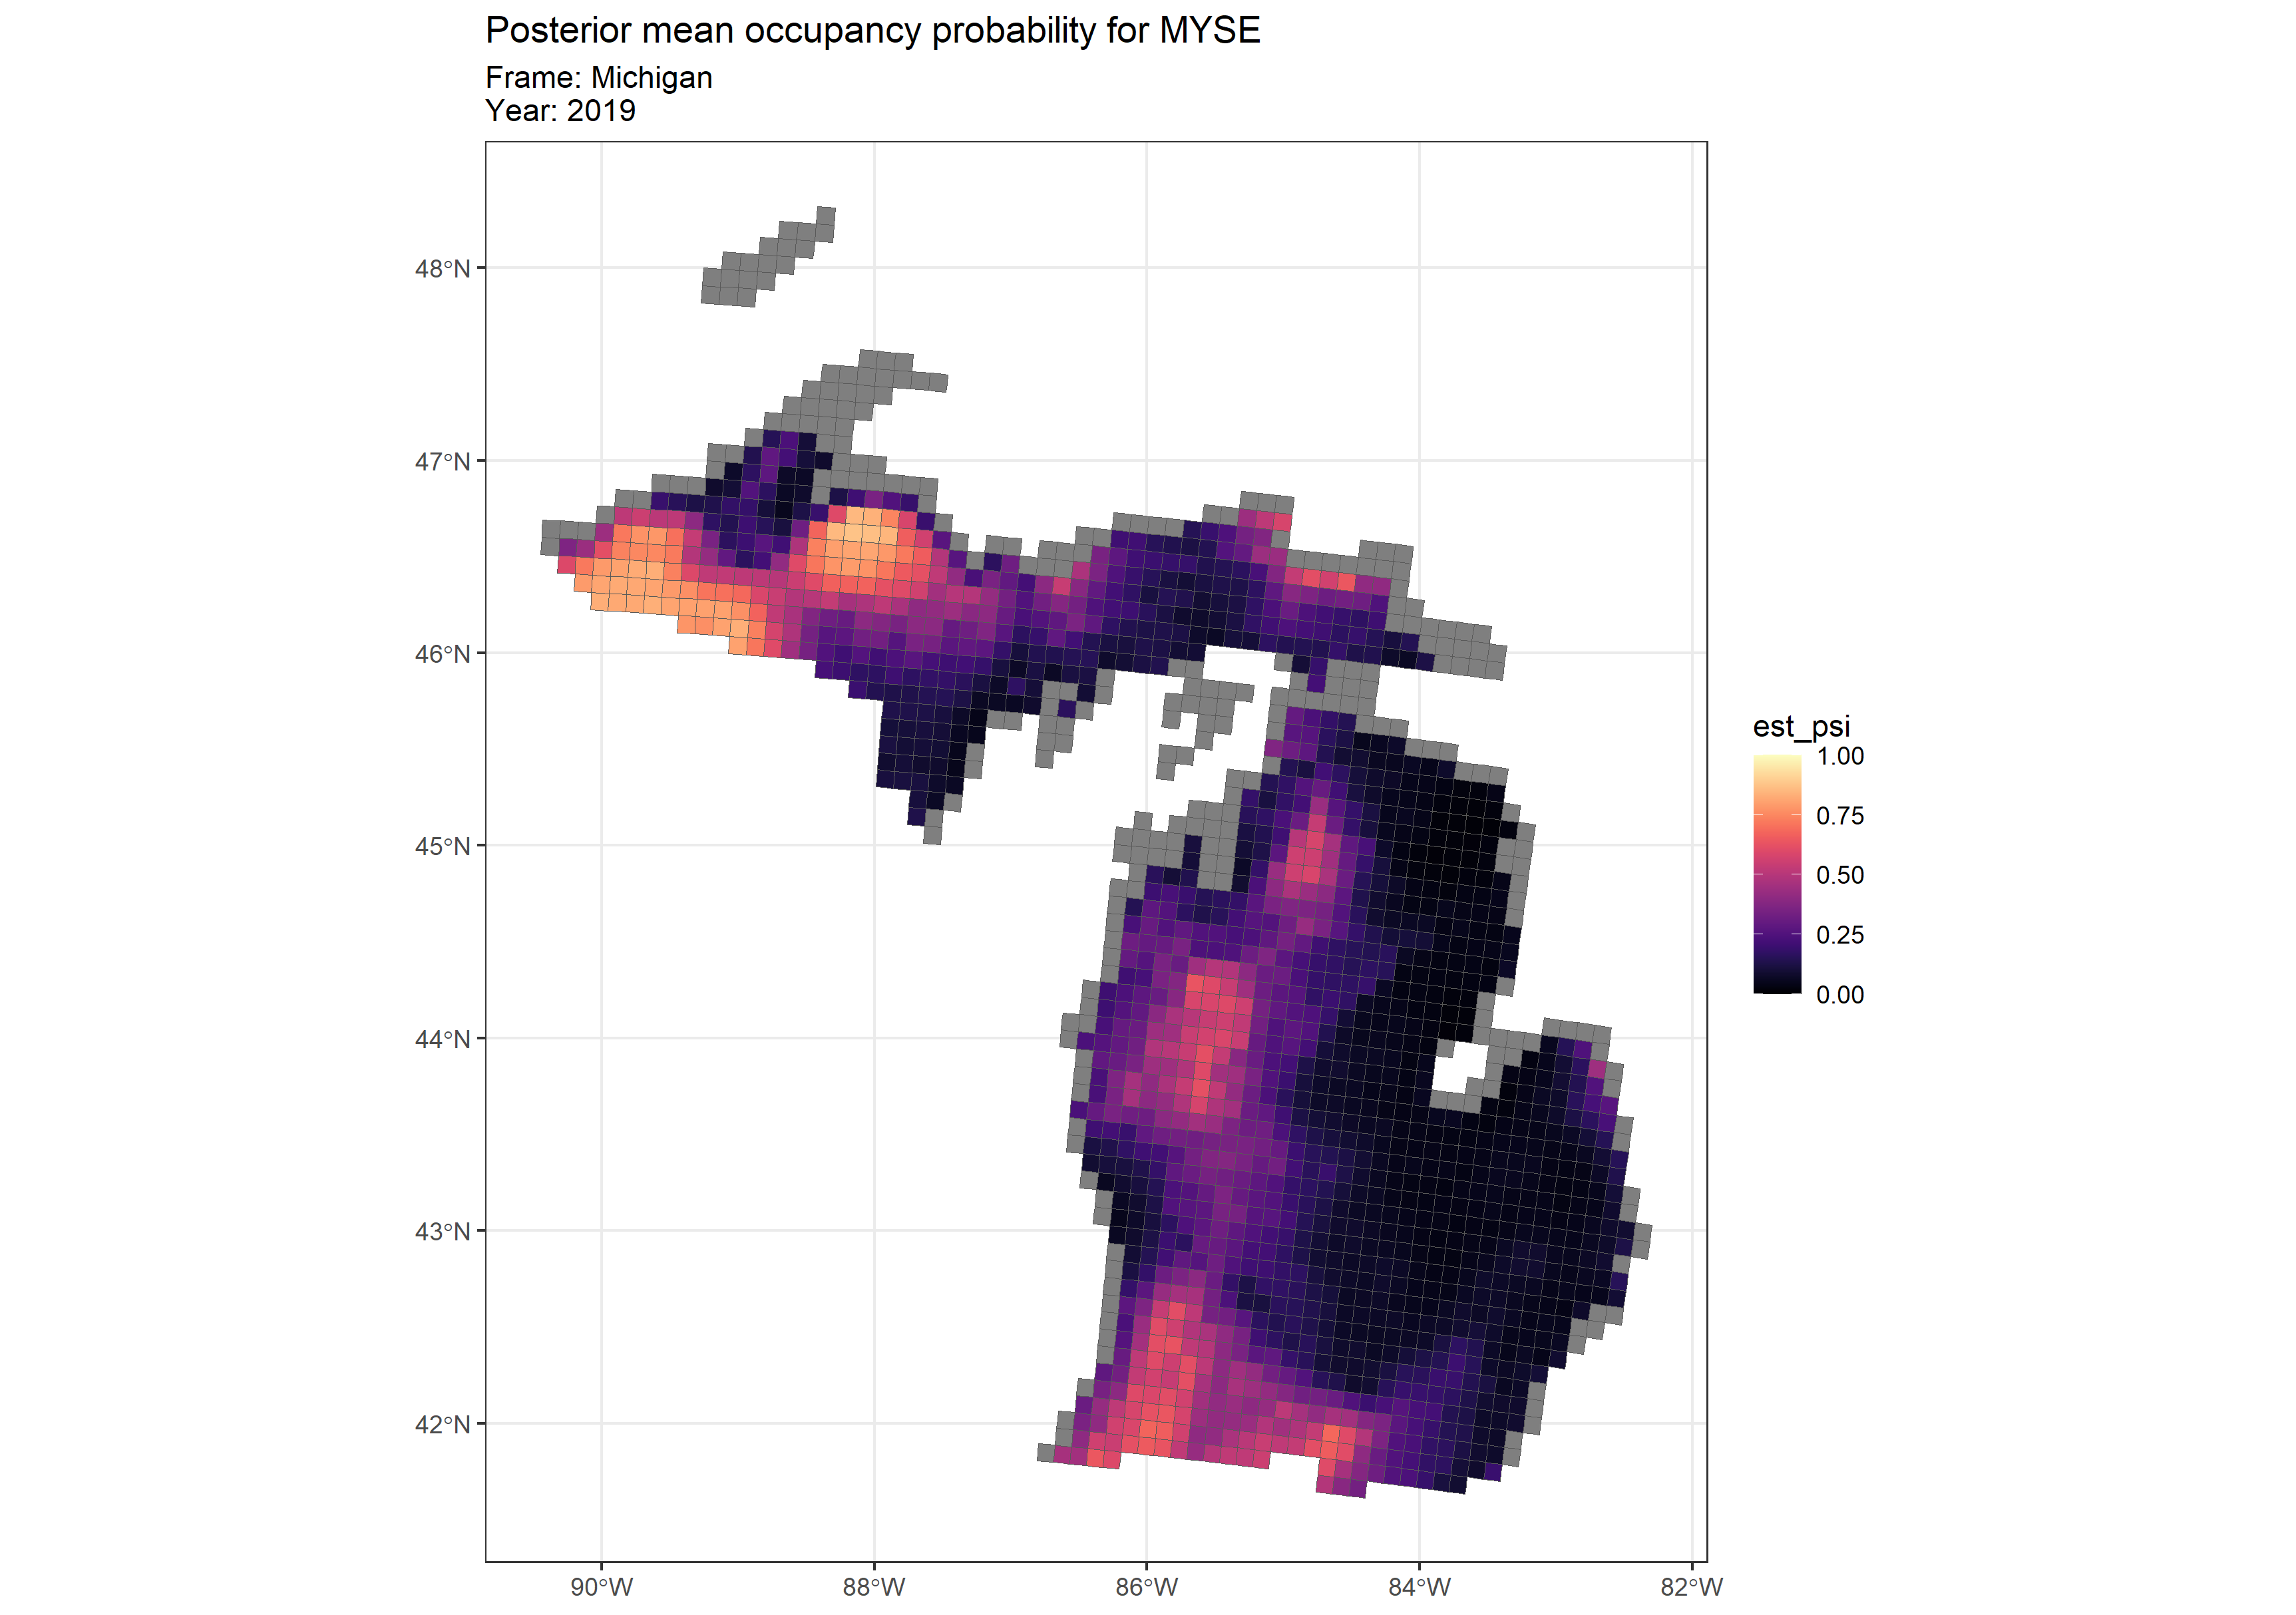 Posterior mean occupancy probability for MYSE
Frame: Michigan
Year: 2019
48°N
47°N
46°N
45°N
44°N
43°N
42°N
90°W
88°W
86°W
84°W
82°W
est_psi
1.00
0.75
0.50
0.25
0.00